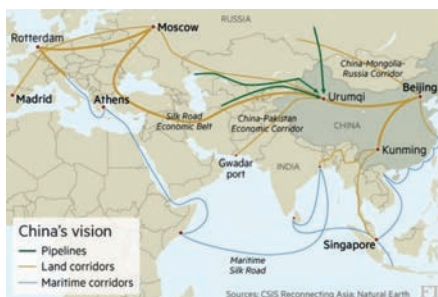 RUSSIA
Moscow
Rotterdam
China-Mongolia-
Russia Corridor
Beijing
Urumqi
Madrid
Athens
Silk Road
Economic Belt
China-Pakistan
Economic Corridor
CHINA
Kunming
Gwadar
port
INDIA
China's vision
Pipelines
Land corridors
Maritime corridors
Singapore
Maritime
Silk Road
Sources: CSIS Reconnecting Asia; Natural Earth
FT